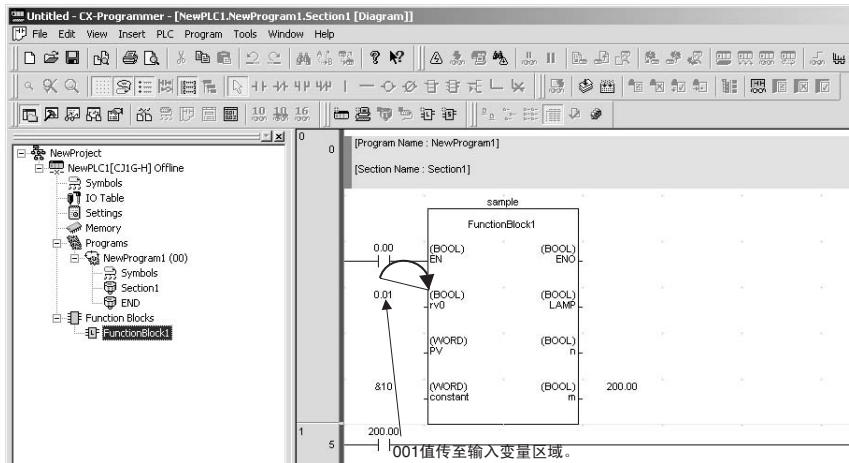 Untitled - CX-Programmer - [NewPLC1.NewProgram1.Section1 [Diagram]]
File Edit View Insert PLC Program Tools Window Help
10 10 16
NewProject
NewPLC1[CJ1G-H] Offline
Symbols
IO Table
Settings
Memory
Programs
NewProgram1 (00)
Symbols
Section1
END
Function Blocks
FunctionBlock1
0
0
[Program Name : NewProgram1]
[Section Name : Section1]
sample
FunctionBlock1
0.00
(BOOL)
EN
(BOOL)
ENO
0.01
(BOOL)
rv0
(BOOL)
LAMP
(WORD)
PV
(BOOL)
n
&10
(WORD)
constant
(BOOL)
m
200.00
1
5
200.00
001值传至输入变量区域。